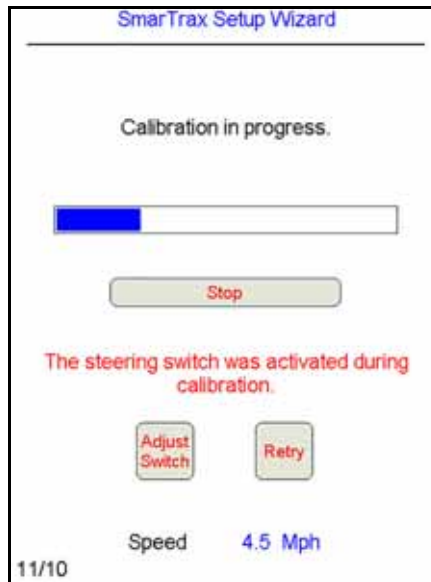 SmarTrax Setup Wizard
Calibration in progress.
Stop
The steering switch was activated during
calibration.
Adjust
Switch
Retry
Speed 4.5 Mph
11/10